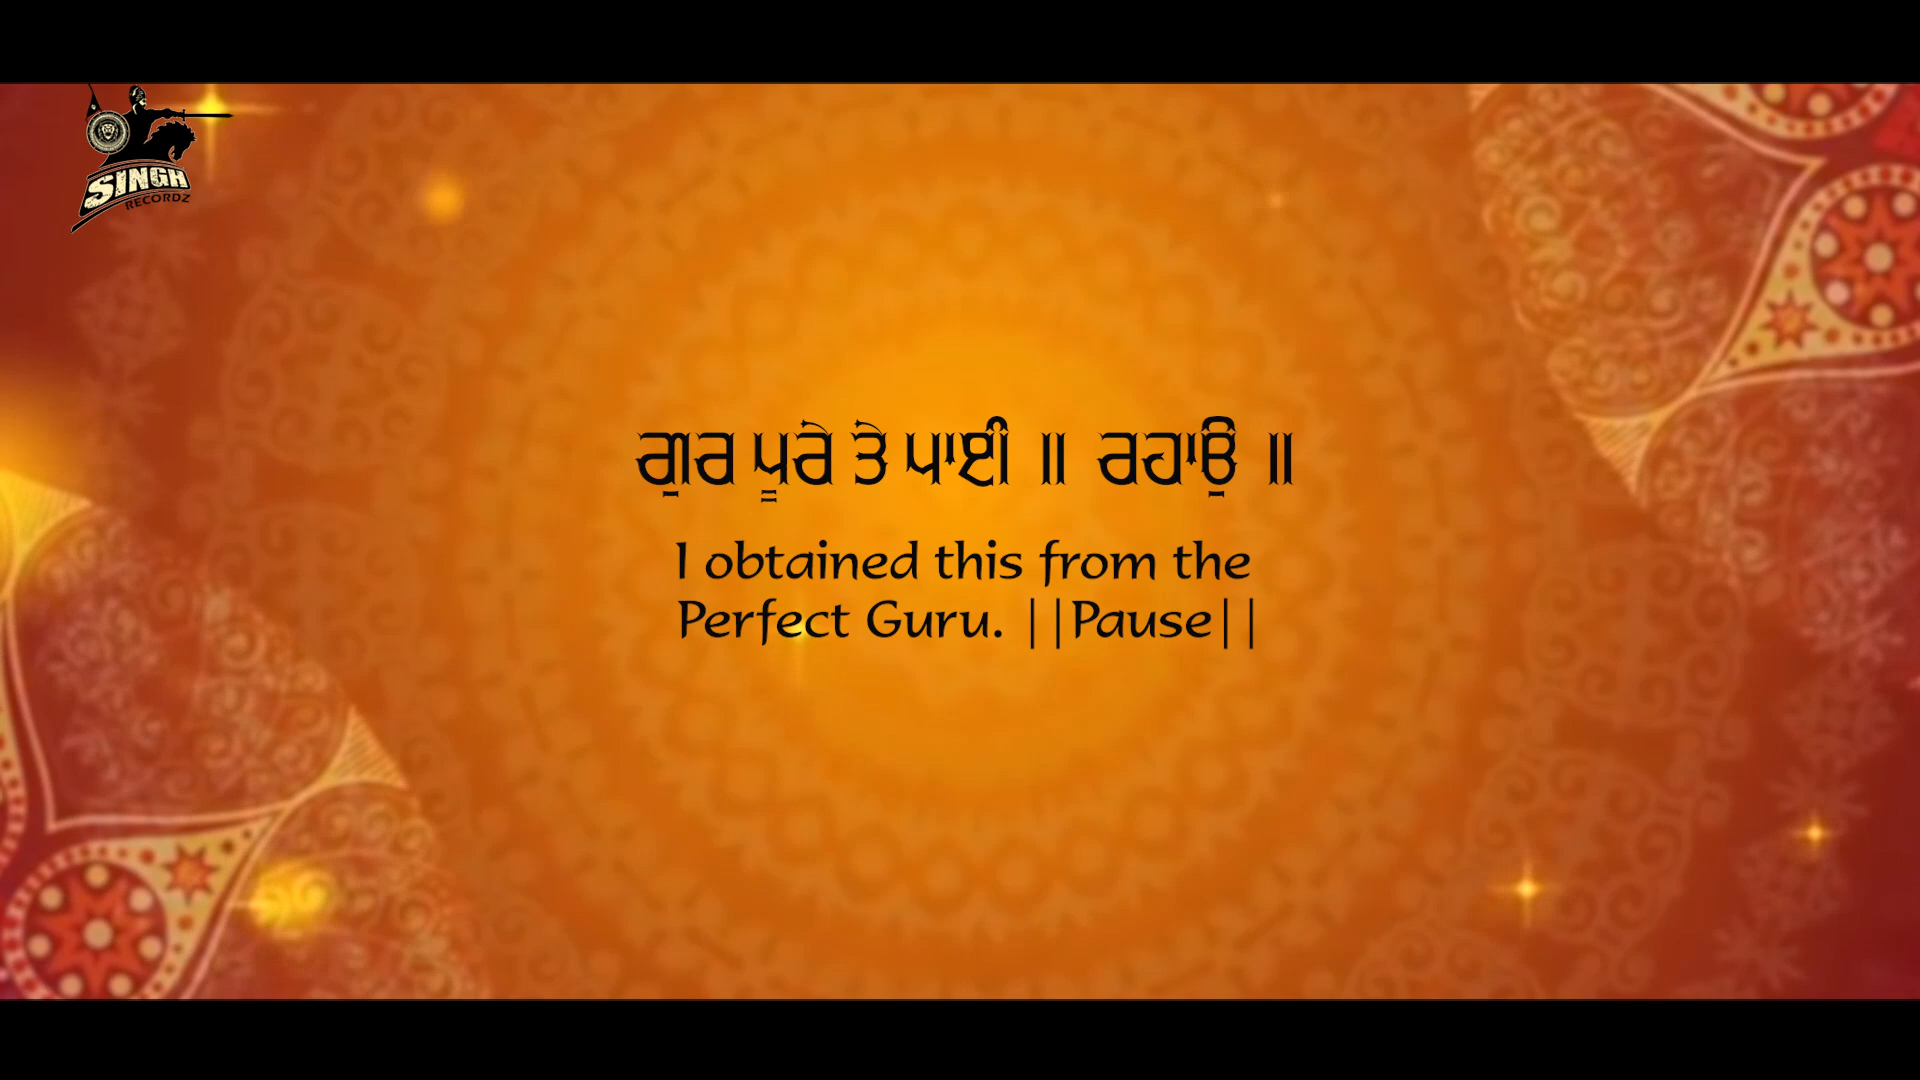 SINGH
RECORDZ
ਗੁਰ ਪੂਰੇ ਤੇ ਪਾਈ ॥ ਰਹਾਉ ॥
I obtained this from the
Perfect Guru. ||Pause||